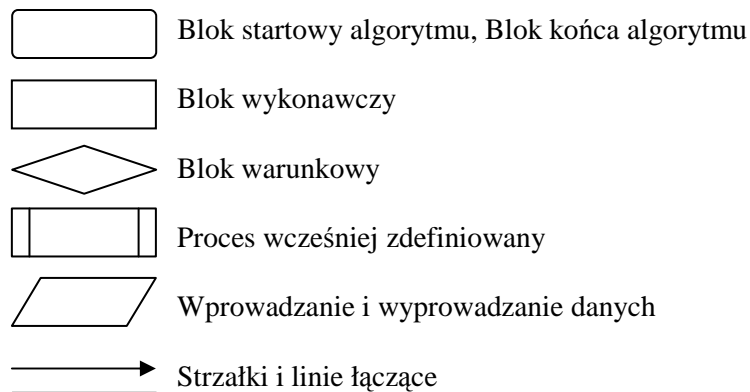 Blok startowy algorytmu, Blok końca algorytmu
Blok wykonawczy
Blok warunkowy
Proces wcześniej zdefiniowany
Wprowadzanie i wyprowadzanie danych
Strzałki i linie łączące